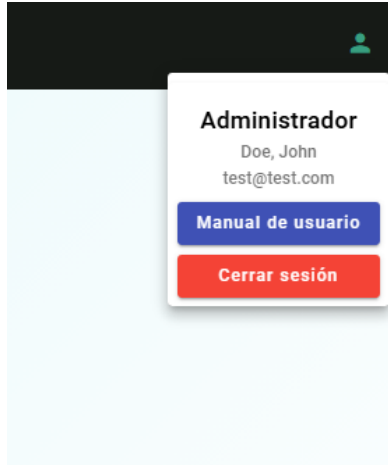 Administrador
Doe, John
test@test.com
Manual de usuario
Cerrar sesión